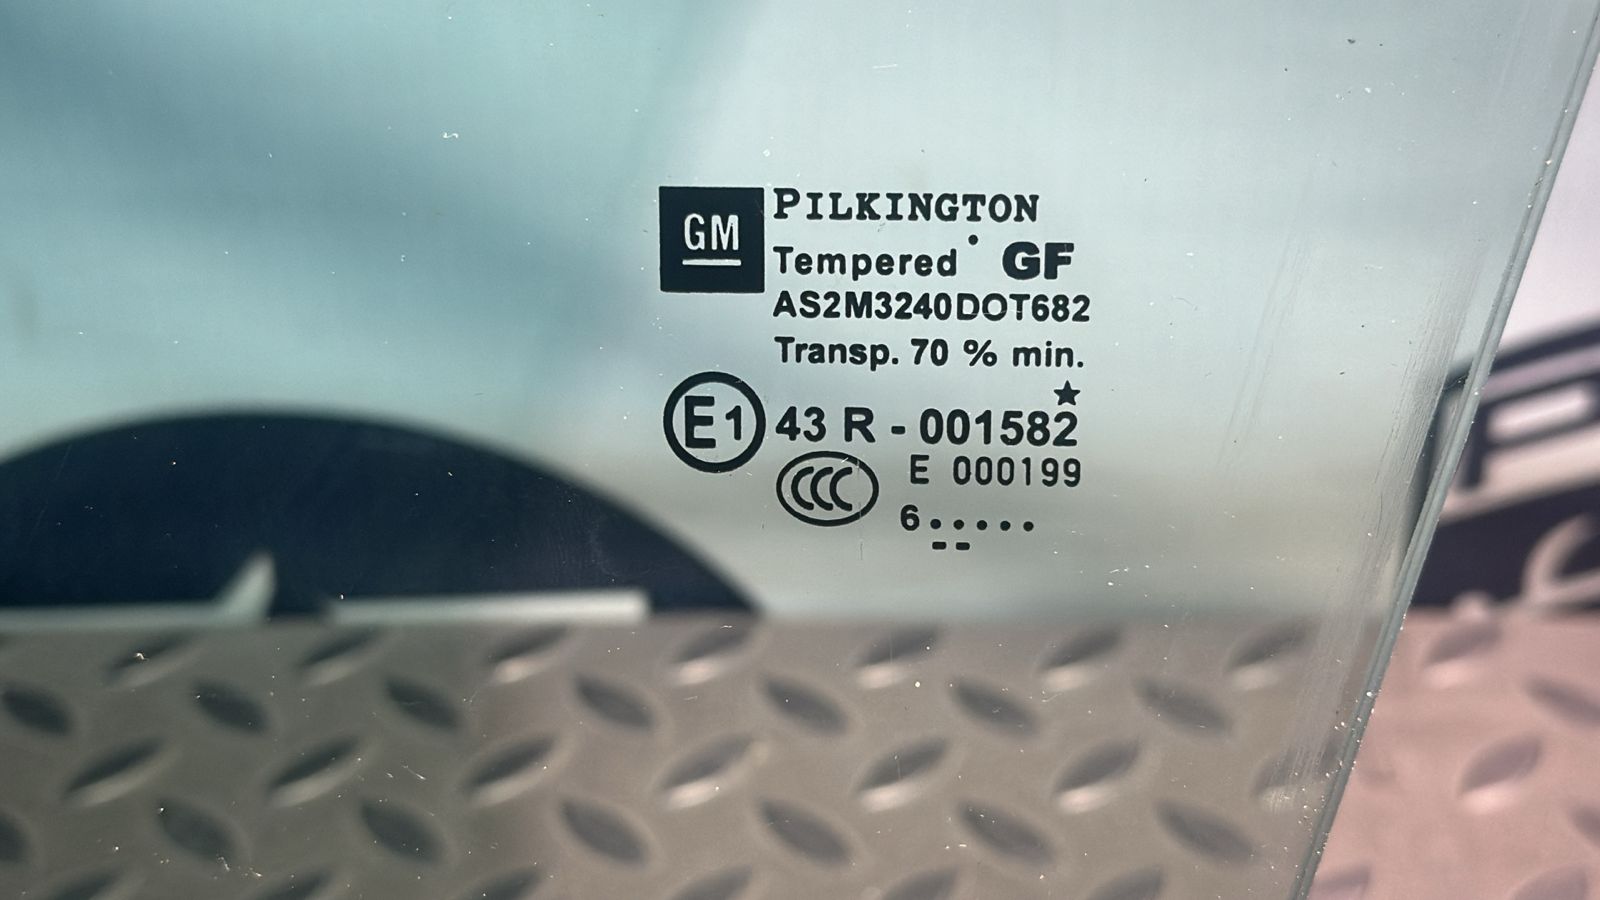 GM
PILKINGTON
Tempered GF
AS2M3240DOT682
Transp. 70 % min.
E1 43 R - 001582
CCC E 000199
6.....